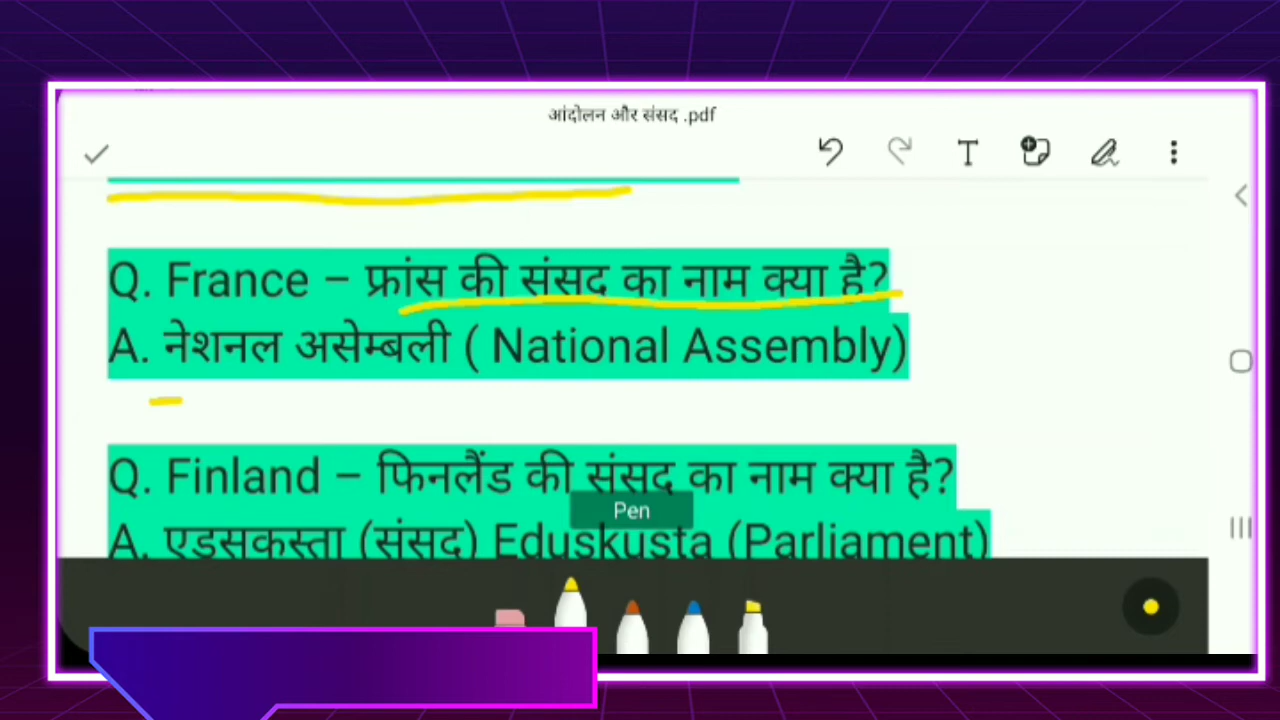 आंदोलन और संसद .pdf
T
Q. France – फ्रांस की संसद का नाम क्या है?
A. नेशनल असेम्बली ( National Assembly)
Q. Finland – फिनलैंड की संसद का नाम क्या है?
Pen
A. एडसकस्ता (संसद) Eduskusta (Parliament)